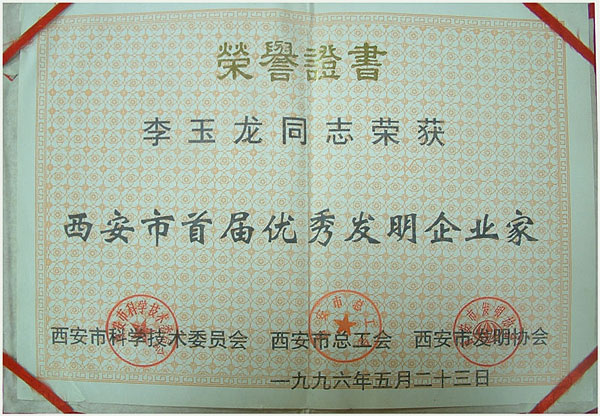 榮譽證書
李玉龙同志荣获
西安市首届优秀发明企业家
西安市科学技术委员会 西安市总工会 西安市发明协会
一九九六年五月二十三日